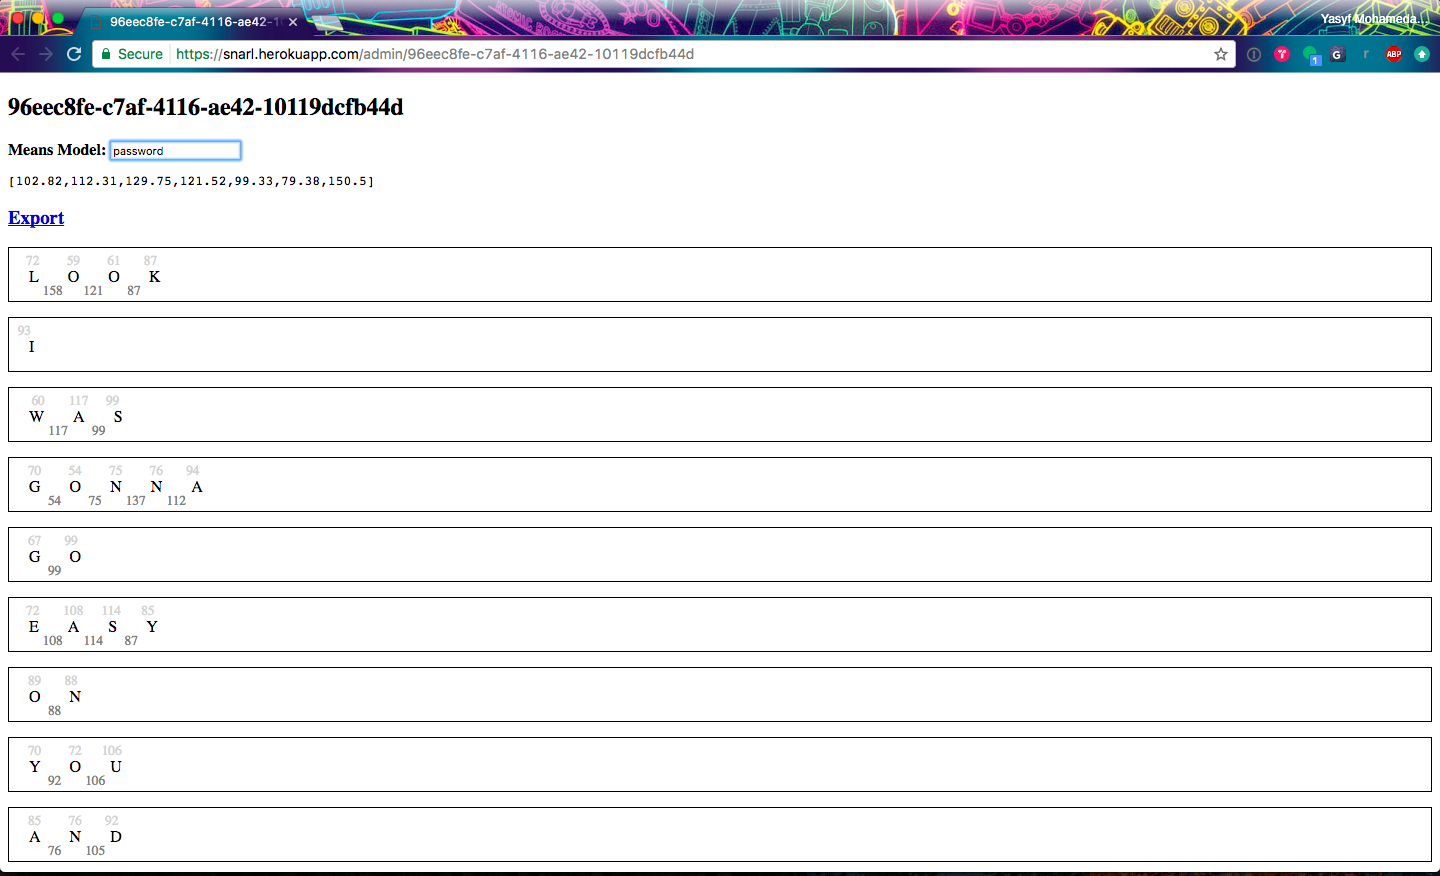 96eec8fe-c7af-4116-ae42-1
Yasyf Mohameda...
Secure https://snarl.herokuapp.com/admin/96eec8fe-c7af-4116-ae42-10119dcfb44d
1 G r ABP
96eec8fe-c7af-4116-ae42-10119dcfb44d
Means Model: password
[102.82,112.31,129.75,121.52,99.33,79.38,150.5]
Export
72 59 61 87
L O O K
158 121 87
93
I
60 117 99
W A S
117 99
70 54 75 76 94
G O N N A
54 75 137 112
67 99
G O
99
72 108 114 85
E A S Y
108 114 87
89 88
O N
88
70 72 106
Y O U
92 106
85 76 92
A N D
76 105